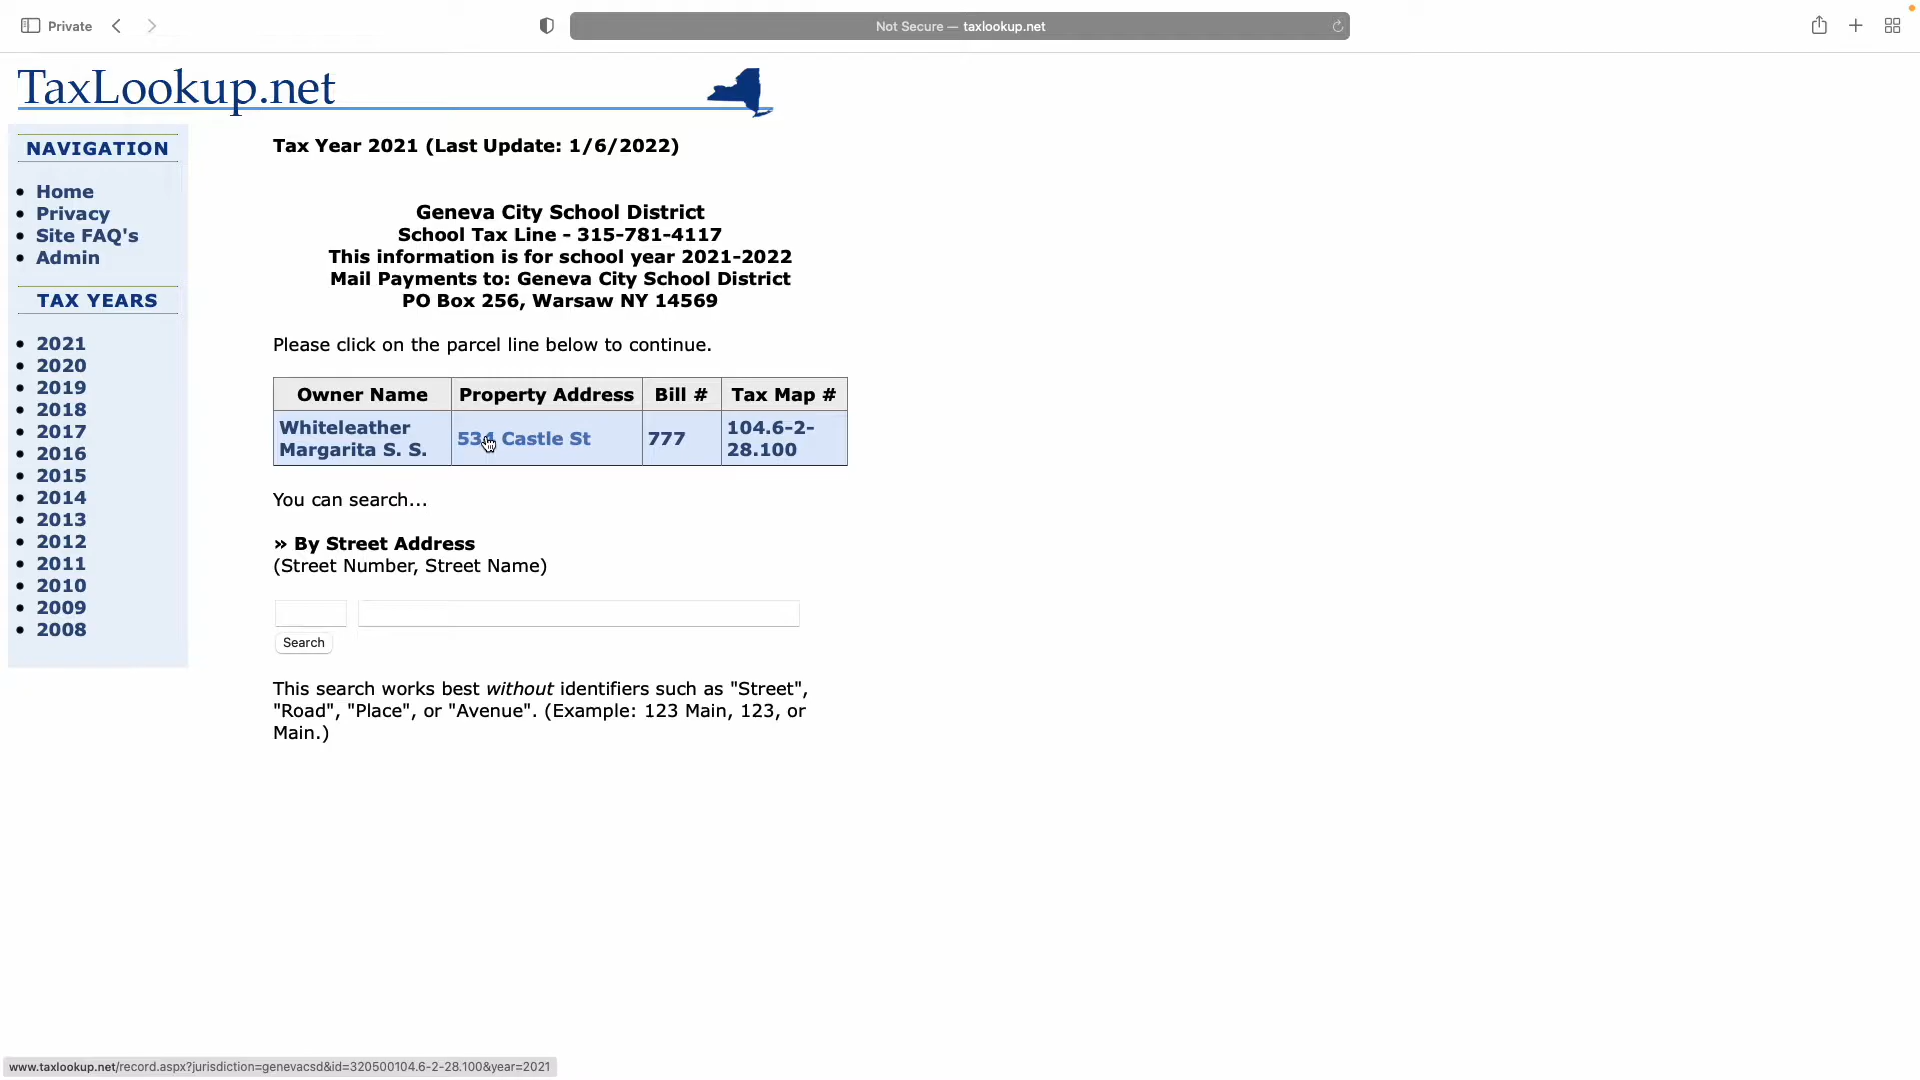 Private
Not Secure — taxlookup.net
TaxLookup.net
NAVIGATION
Home
Privacy
Site FAQ's
Admin
TAX YEARS
2021
2020
2019
2018
2017
2016
2015
2014
2013
2012
2011
2010
2009
2008
Tax Year 2021 (Last Update: 1/6/2022)
Geneva City School District
School Tax Line - 315-781-4117
This information is for school year 2021-2022
Mail Payments to: Geneva City School District
PO Box 256, Warsaw NY 14569
Please click on the parcel line below to continue.
Owner Name Property Address Bill # Tax Map #
Whiteleather
Margarita S. S.
534 Castle St
777
104.6-2-
28.100
You can search...
» By Street Address
(Street Number, Street Name)
Search
This search works best without identifiers such as "Street",
"Road", "Place", or "Avenue". (Example: 123 Main, 123, or
Main.)
www.taxlookup.net/record.aspx?jurisdiction=genevacsd&id=320500104.6-2-28.100&year=2021